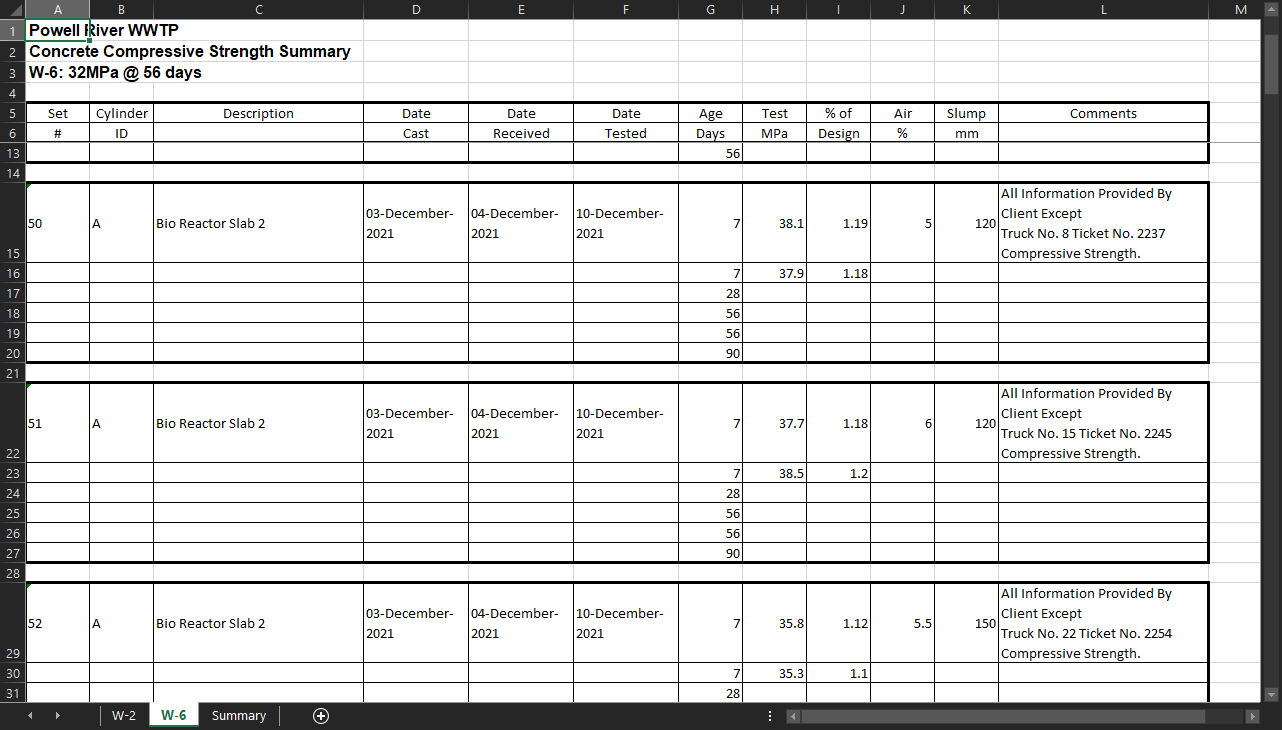 A B C D E F G H I J K L M
1 Powell River WWTP
2 Concrete Compressive Strength Summary
3 W-6: 32MPa @ 56 days
4
5 Set Cylinder Description Date Date Date Age Test % of Air Slump Comments
6 # ID Cast Received Tested Days MPa Design % mm
13 56
14
All Information Provided By
03-December- 04-December- 10-December- Client Except
50 A Bio Reactor Slab 2 7 38.1 1.19 5 120
2021 2021 2021 Truck No. 8 Ticket No. 2237
15 Compressive Strength.
16 7 37.9 1.18
17 28
18 56
19 56
20 90
21
All Information Provided By
03-December- 04-December- 10-December- Client Except
51 A Bio Reactor Slab 2 7 37.7 1.18 6 120
2021 2021 2021 Truck No. 15 Ticket No. 2245
22 Compressive Strength.
23 7 38.5 1.2
24 28
25 56
26 56
27 90
28
All Information Provided By
03-December- 04-December- 10-December- Client Except
52 A Bio Reactor Slab 2 7 35.8 1.12 5.5 150
2021 2021 2021 Truck No. 22 Ticket No. 2254
29 Compressive Strength.
30 7 35.3 1.1
31 28
W-2 W-6 Summary